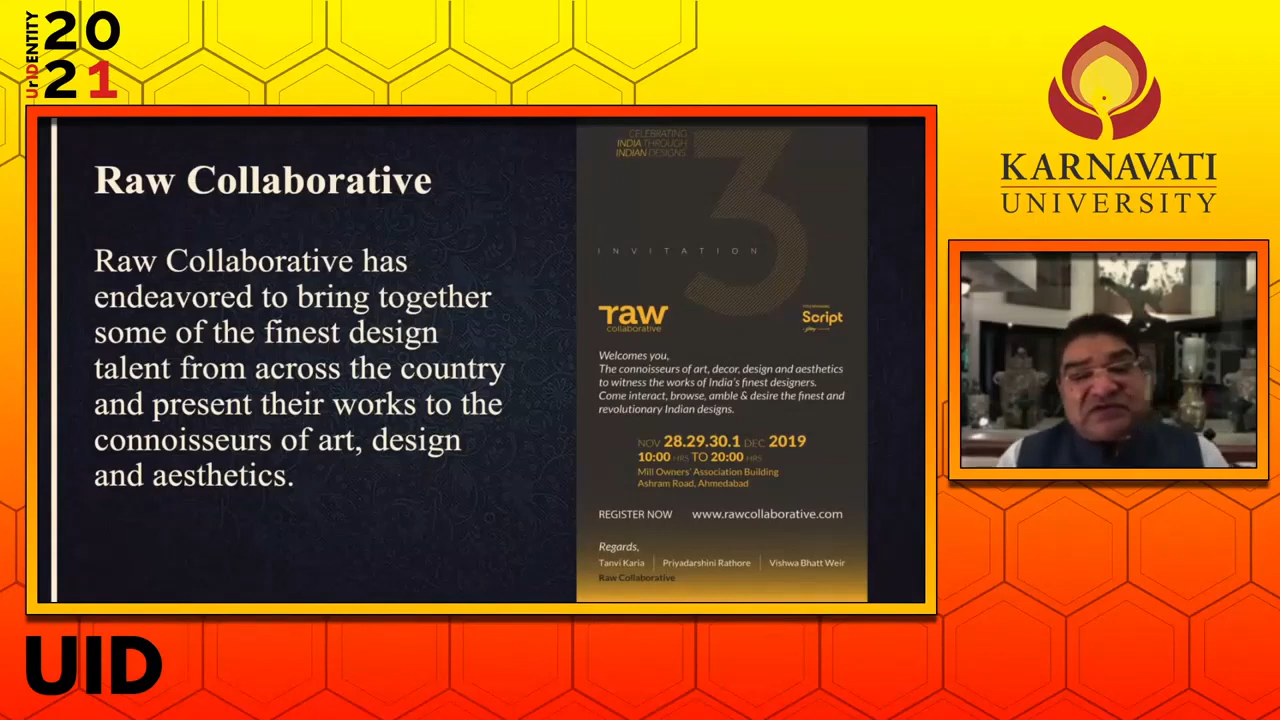 UrIDENTITY
20
21
KARNAVATI
UNIVERSITY
Raw Collaborative
Raw Collaborative has
endeavored to bring together
some of the finest design
talent from across the country
and present their works to the
connoisseurs of art, design
and aesthetics.
CELEBRATING
INDIA THROUGH
INDIAN DESIGNS
3
INVITATION
raw
collaborative
Script
Welcomes you,
The connoisseurs of art, decor, design and aesthetics
to witness the works of India's finest designers.
Come interact, browse, amble & desire the finest and
revolutionary Indian designs.
NOV 28.29.30.1 DEC 2019
10:00 HRS TO 20:00 HRS
Mill Owners' Association Building
Ashram Road, Ahmedabad
REGISTER NOW www.rawcollaborative.com
Regards,
Tanvi Karia | Priyadarshini Rathore | Vishwa Bhatt Weir
Raw Collaborative
UID